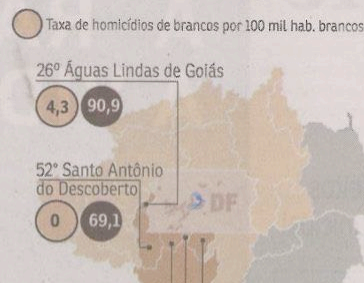 Taxa de homicídios de brancos por 100 mil hab. brancos
26º Águas Lindas de Goiás
4,3 90,9
52° Santo Antônio
do Descoberto
0 69,1
DF